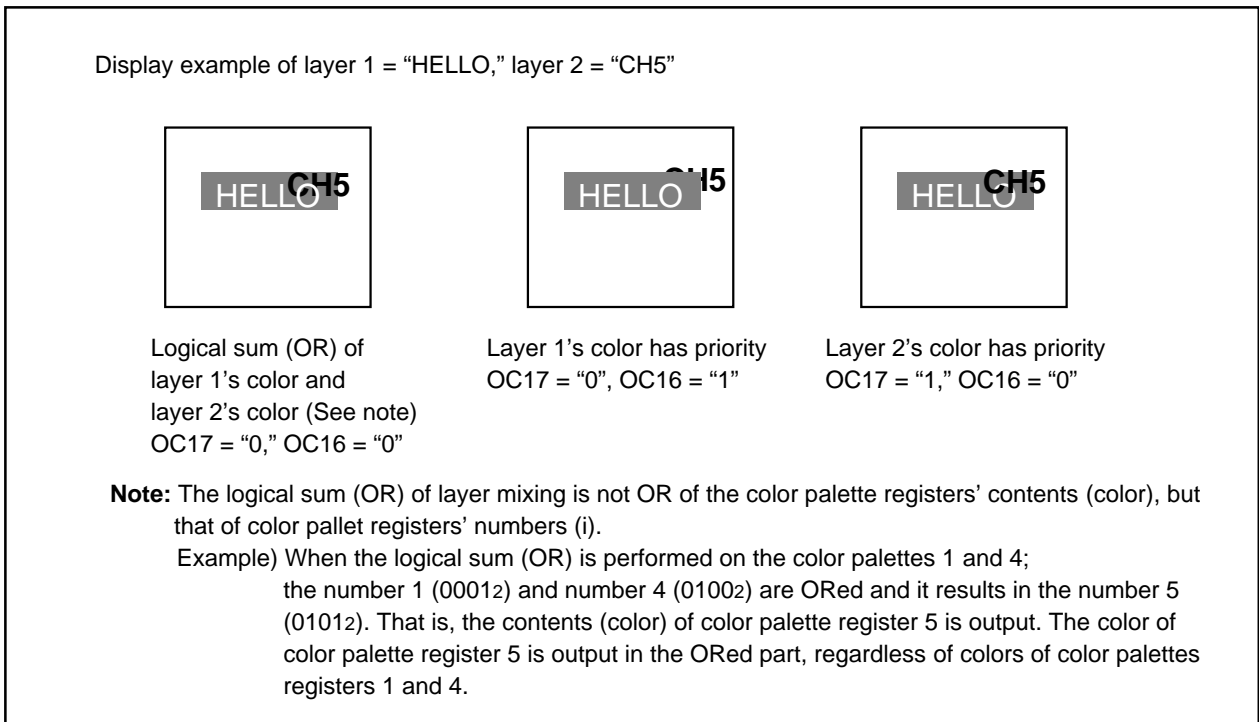 Display example of layer 1 = “HELLO,” layer 2 = “CH5”
HELLO CH5
HELLO H5
HELLO CH5
Logical sum (OR) of
layer 1’s color and
layer 2’s color (See note)
OC17 = “0,” OC16 = “0”
Layer 1’s color has priority
OC17 = “0”, OC16 = “1”
Layer 2’s color has priority
OC17 = “1,” OC16 = “0”
Note: The logical sum (OR) of layer mixing is not OR of the color palette registers’ contents (color), but
that of color pallet registers’ numbers (i).
Example) When the logical sum (OR) is performed on the color palettes 1 and 4;
the number 1 (00012) and number 4 (01002) are ORed and it results in the number 5
(01012). That is, the contents (color) of color palette register 5 is output. The color of
color palette register 5 is output in the ORed part, regardless of colors of color palettes
registers 1 and 4.